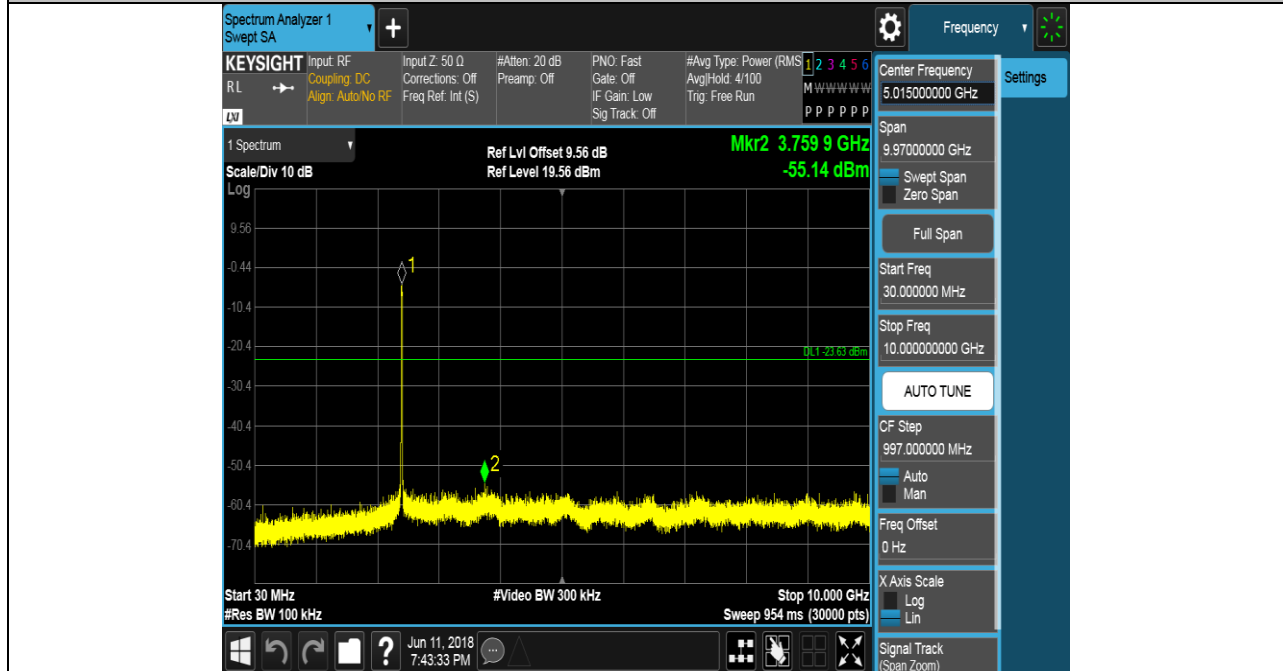 Spectrum Analyzer 1
Swept SA
+
Frequency
KEYSIGHT
RL
LXI
Input: RF
Coupling: DC
Align: Auto/No RF
Input Z: 50 Ω
Corrections: Off
Freq Ref: Int (S)
#Atten: 20 dB
Preamp: Off
PNO: Fast
Gate: Off
IF Gain: Low
Sig Track: Off
#Avg Type: Power (RMS
Avg|Hold: 4/100
Trig: Free Run
1 2 3 4 5 6
M W W W W W
P P P P P P
Center Frequency
5.015000000 GHz
Settings
1 Spectrum
Scale/Div 10 dB
Ref Lvl Offset 9.56 dB
Ref Level 19.56 dBm
Mkr2 3.759 9 GHz
-55.14 dBm
Log
9.56
-0.44
-10.4
-20.4
-30.4
-40.4
-50.4
-60.4
-70.4
1
2
DL1 -23.63 dBm
Start 30 MHz
#Res BW 100 kHz
#Video BW 300 kHz
Stop 10.000 GHz
Sweep 954 ms (30000 pts)
Span
9.97000000 GHz
Swept Span
Zero Span
Full Span
Start Freq
30.000000 MHz
Stop Freq
10.000000000 GHz
AUTO TUNE
CF Step
997.000000 MHz
Auto
Man
Freq Offset
0 Hz
X Axis Scale
Log
Lin
Signal Track
(Span Zoom)
?
Jun 11, 2018
7:43:33 PM